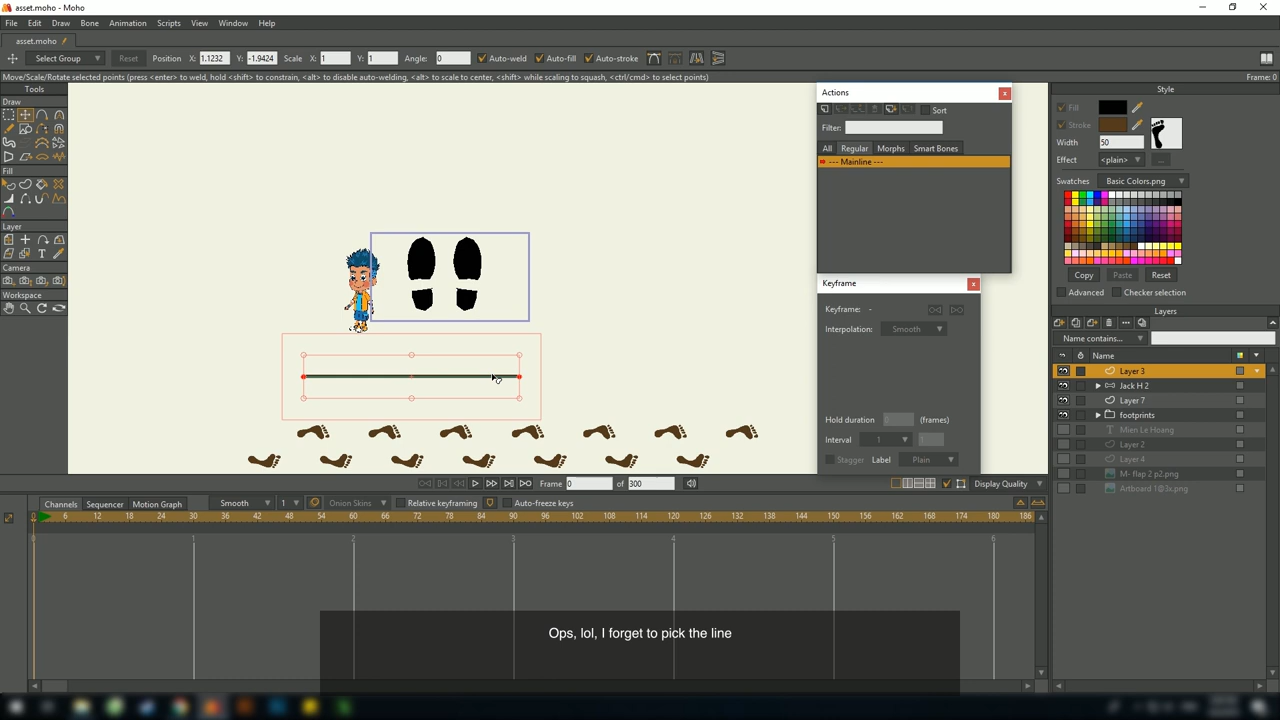 asset.moho - Moho
File Edit Draw Bone Animation Scripts View Window Help
asset.moho
Select Group Reset Position X: 1.1232 Y: -1.9424 Scale X: 1 Y: 1 Angle: 0 Auto-weld Auto-fill Auto-stroke
Move/Scale/Rotate selected points (press <enter> to weld, hold <shift> to constrain, <alt> to disable auto-welding, <alt> to scale to center, <shift> while scaling to squash, <ctrl/cmd> to select points)
Frame: 0
Tools
Draw
Fill
Layer
Camera
Workspace
Actions
Sort
Filter:
All Regular Morphs Smart Bones
--- Mainline ---
Keyframe
Keyframe: -
Interpolation: Smooth
Hold duration 0 (frames)
Interval 1 1
Stagger Label Plain
Style
Fill
Stroke
Width 50
Effect <plain> ...
Swatches Basic Colors.png
Copy Paste Reset
Advanced Checker selection
Layers
Name contains...
Name
Layer 3
Jack H 2
Layer 7
footprints
Mien Le Hoang
Layer 2
Layer 4
M- flap 2 p2.png
Artboard 1@3x.png
Frame 0 of 300 Display Quality
Channels Sequencer Motion Graph Smooth 1 Onion Skins Relative keyframing Auto-freeze keys
0 6 12 18 24 30 36 42 48 54 60 66 72 78 84 90 96 102 108 114 120 126 132 138 144 150 156 162 168 174 180 186
0 1 2 3 4 5 6
Ops, lol, I forget to pick the line